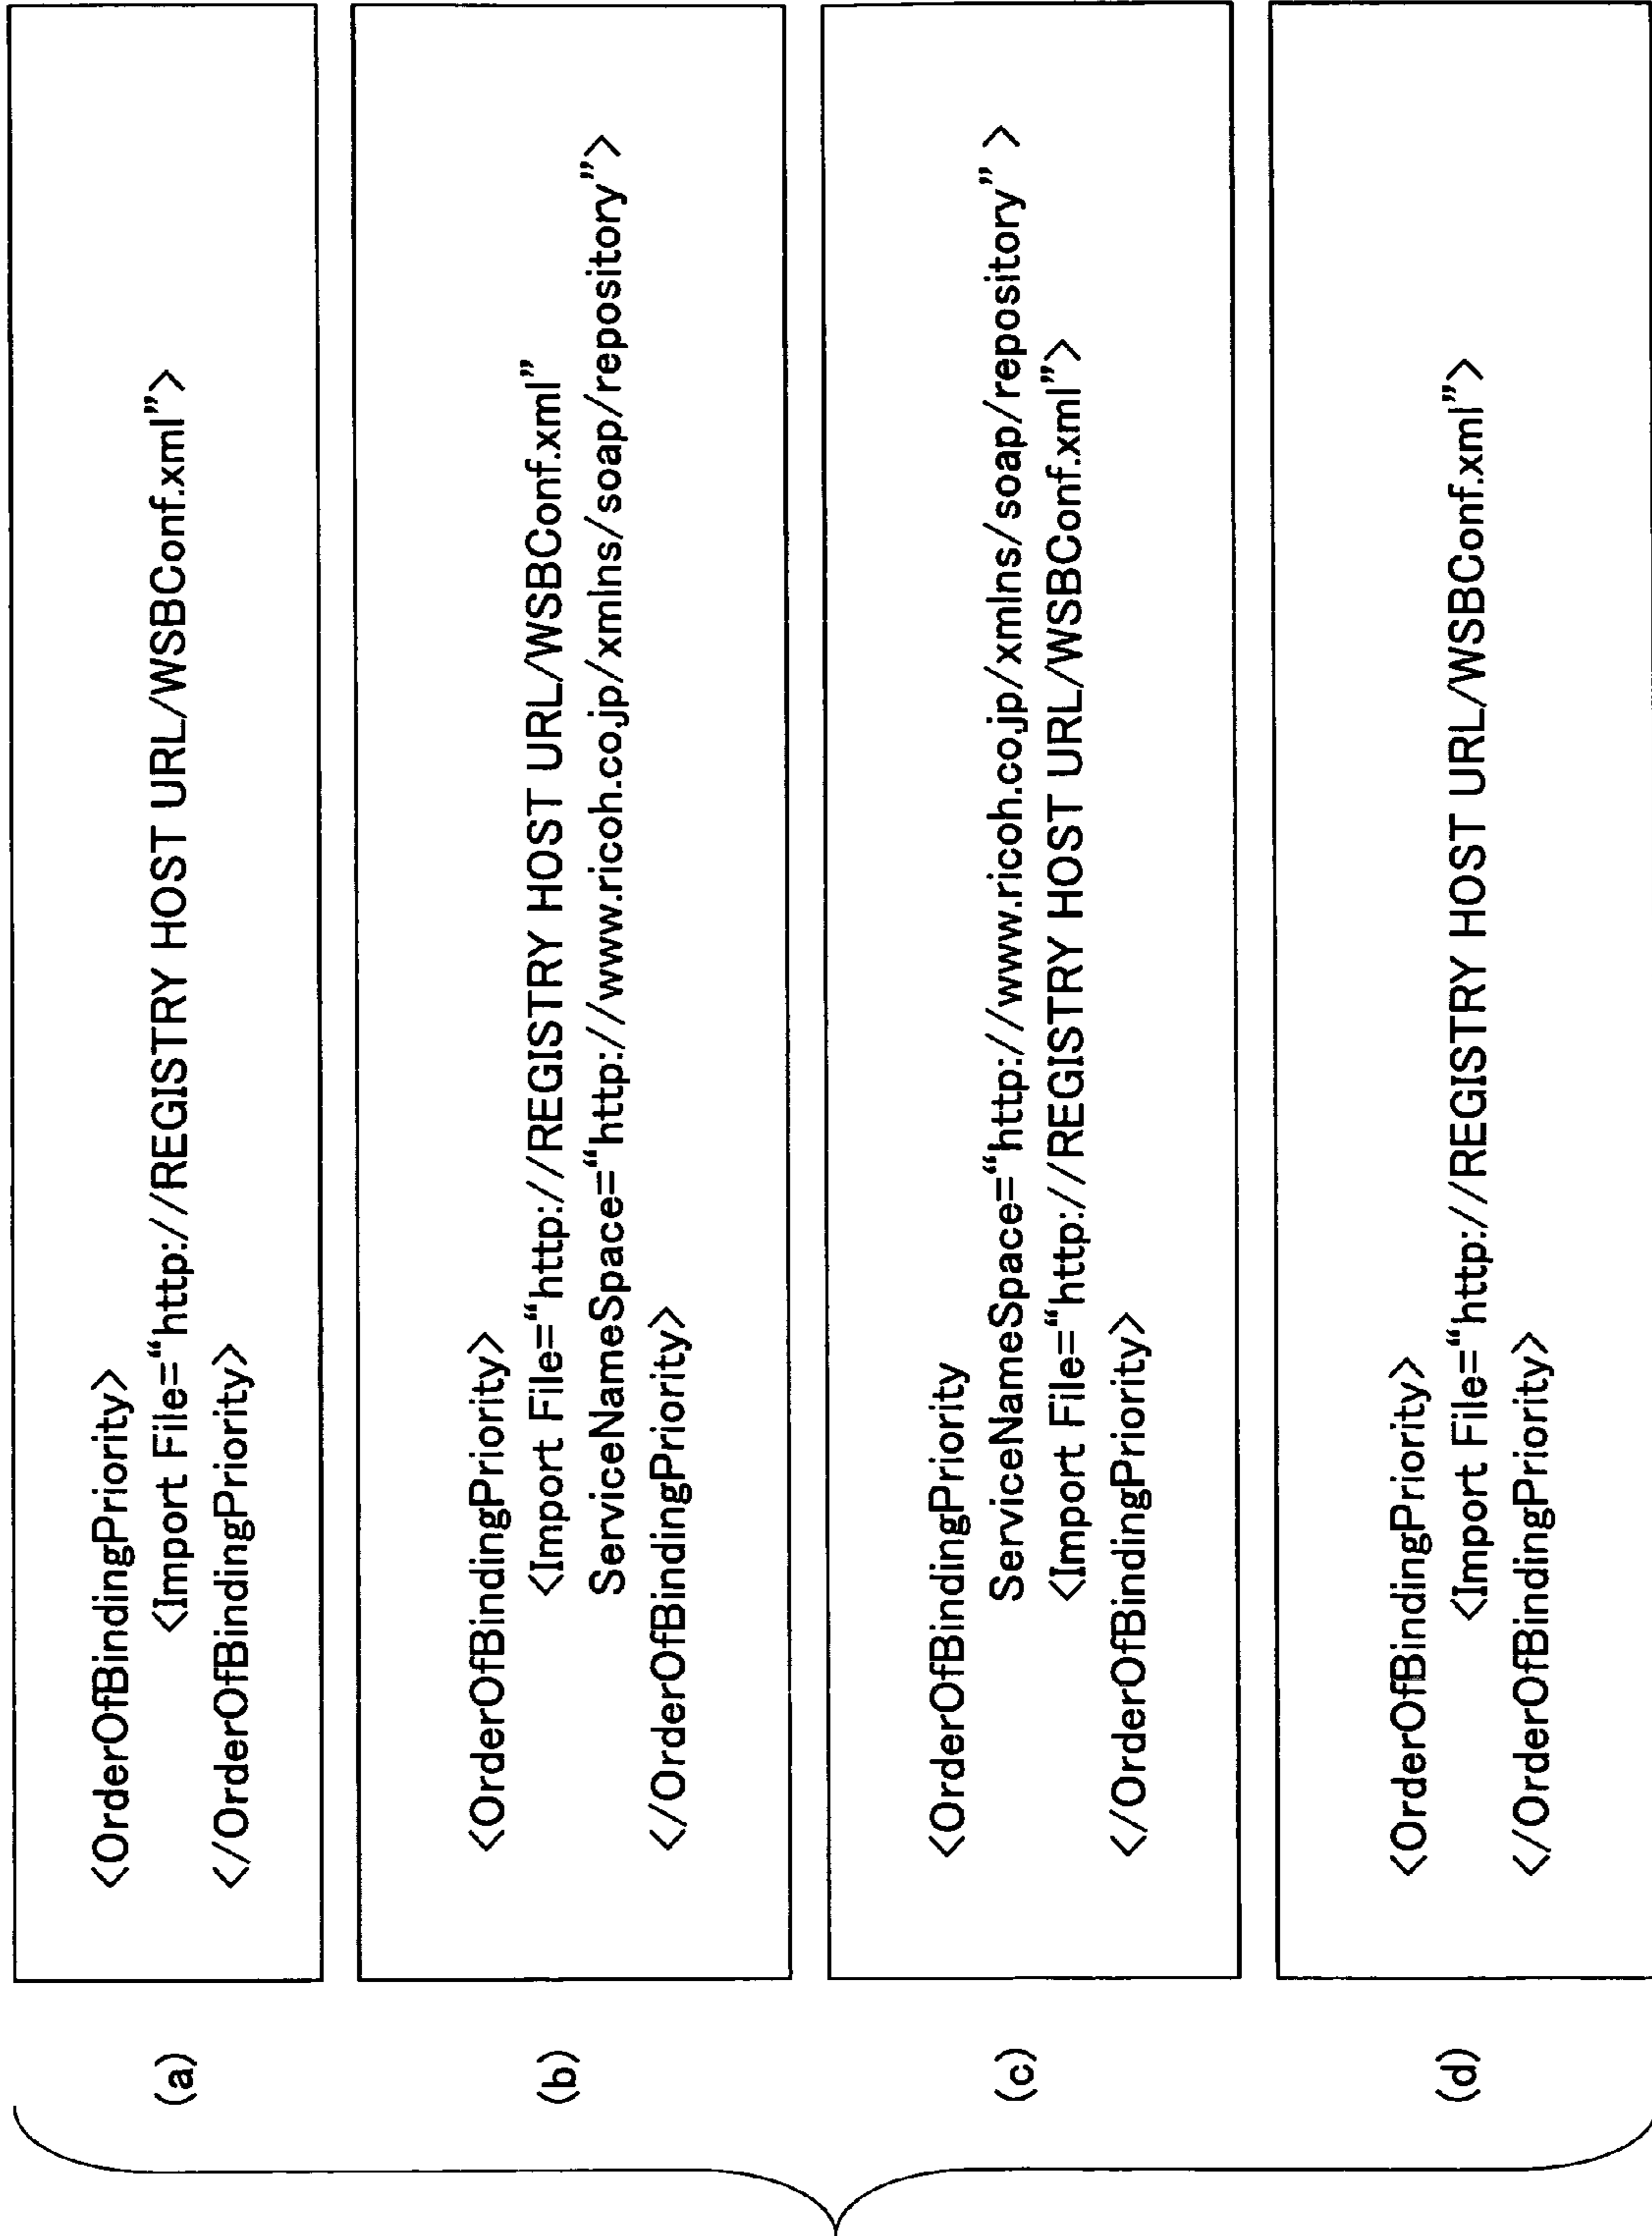 (a)
<OrderOfBindingPriority>
<Import File=“http://REGISTRY HOST URL/WSBConf.xml”>
</OrderOfBindingPriority>
(b)
<OrderOfBindingPriority>
<Import File=“http://REGISTRY HOST URL/WSBConf.xml”
ServiceNameSpace=“http://www.ricoh.co.jp/xmlns/soap/repository”>
</OrderOfBindingPriority>
(c)
<OrderOfBindingPriority
ServiceNameSpace=“http://www.ricoh.co.jp/xmlns/soap/repository” >
<Import File=“http://REGISTRY HOST URL/WSBConf.xml”>
</OrderOfBindingPriority>
(d)
<OrderOfBindingPriority>
<Import File=“http://REGISTRY HOST URL/WSBConf.xml”>
</OrderOfBindingPriority>